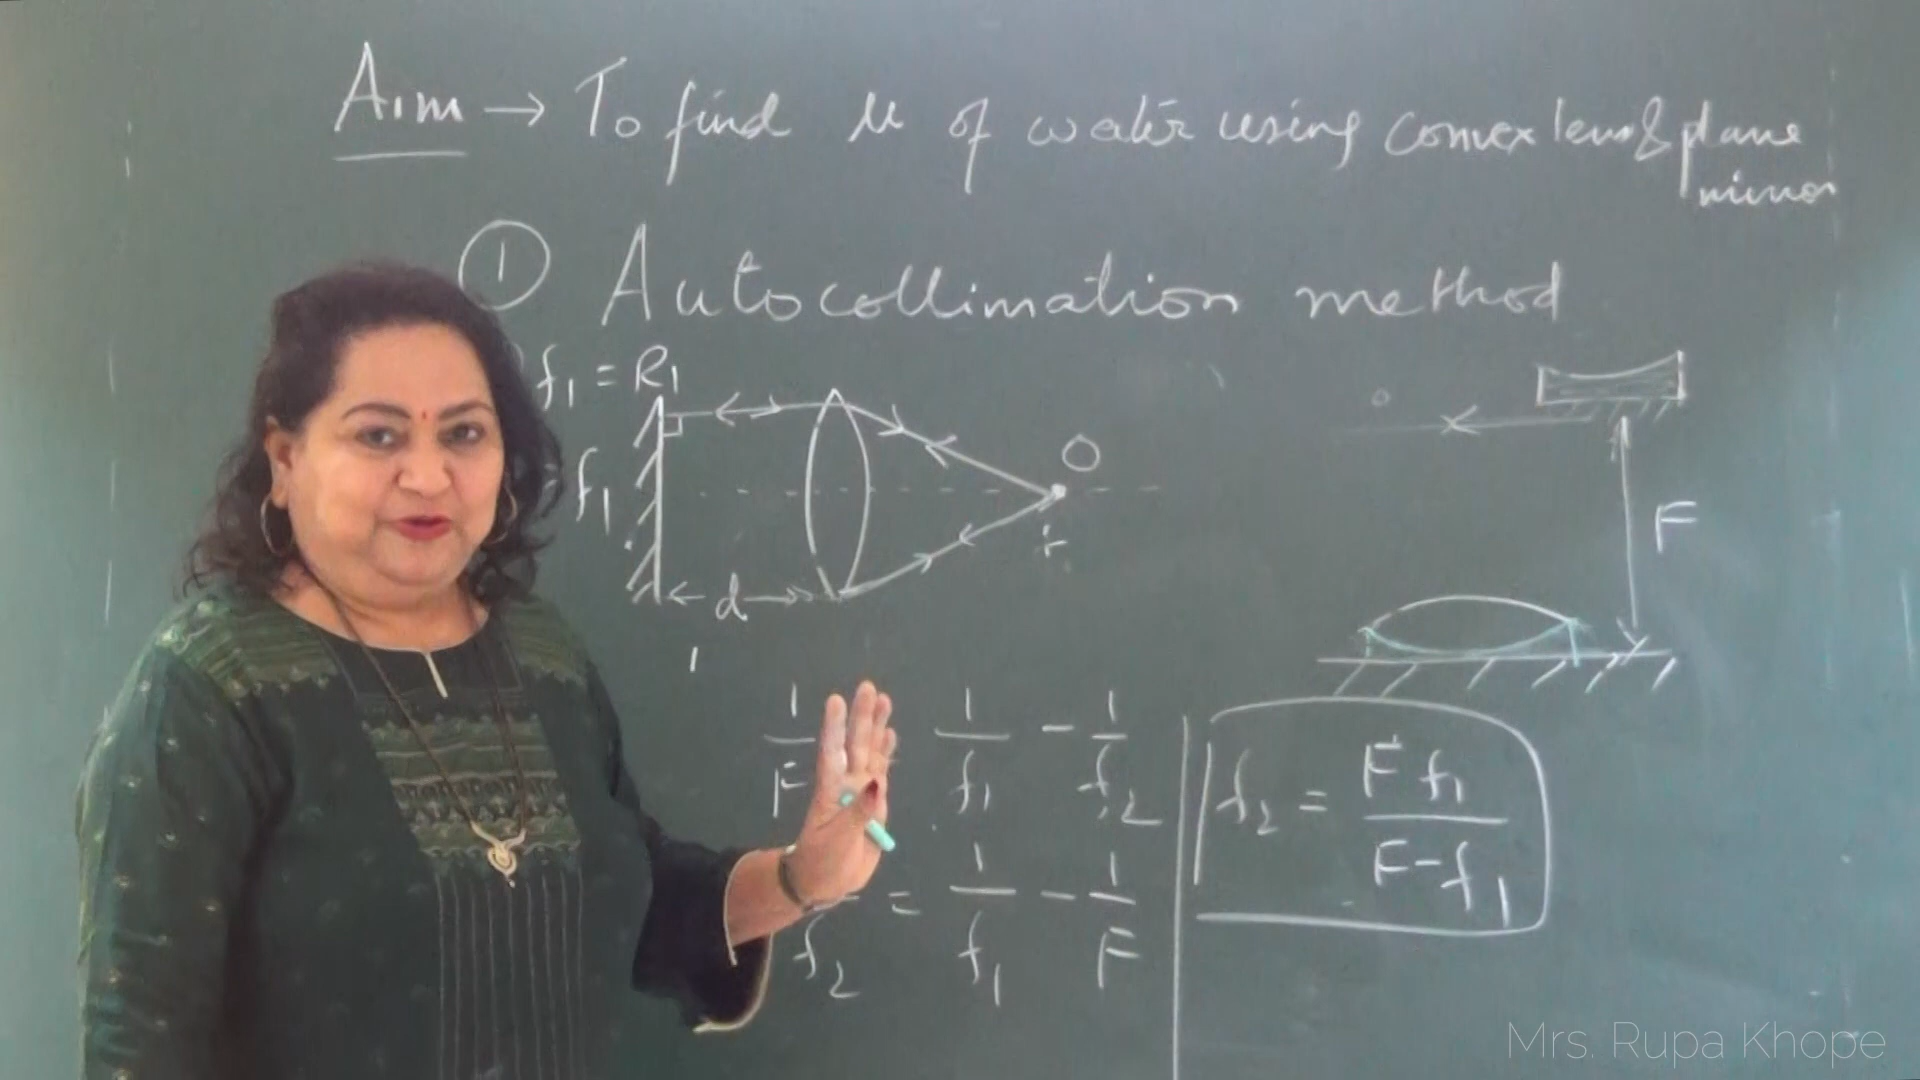 Aim → To find μ of water using convex lens & plane
mirror
① Autocollimation method
f₁ = R₁
= f₁
O
F
← d →
1/F = 1/f₁ - 1/f₂
1/f₂ = 1/f₁ - 1/F
f₂ = F f₁ / F - f₁
Mrs. Rupa Khope